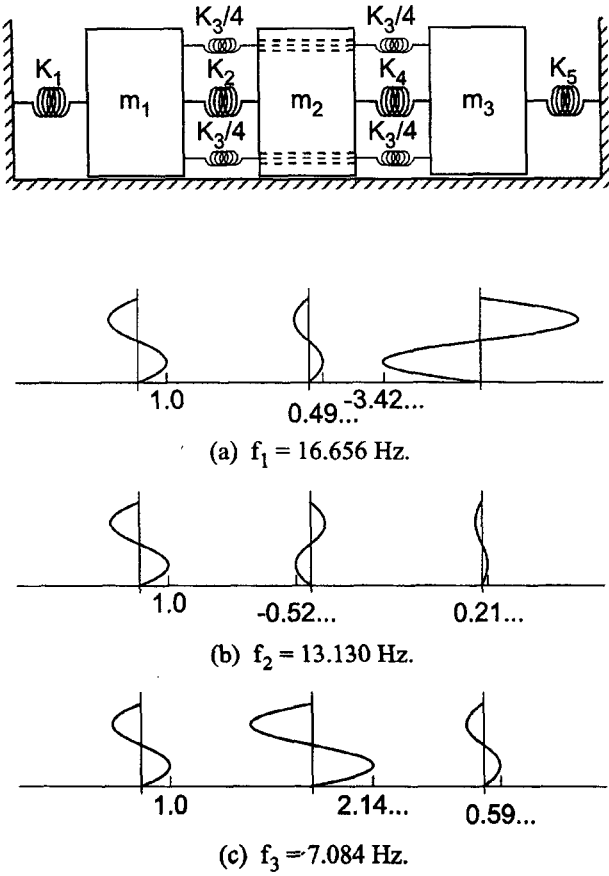 K3/4 K3/4
K1 K2 K4 K5
m1 m2 m3
K3/4 K3/4
1.0 0.49... -3.42...
(a) f1 = 16.656 Hz.
1.0 -0.52... 0.21...
(b) f2 = 13.130 Hz.
1.0 2.14... 0.59...
(c) f3 = 7.084 Hz.